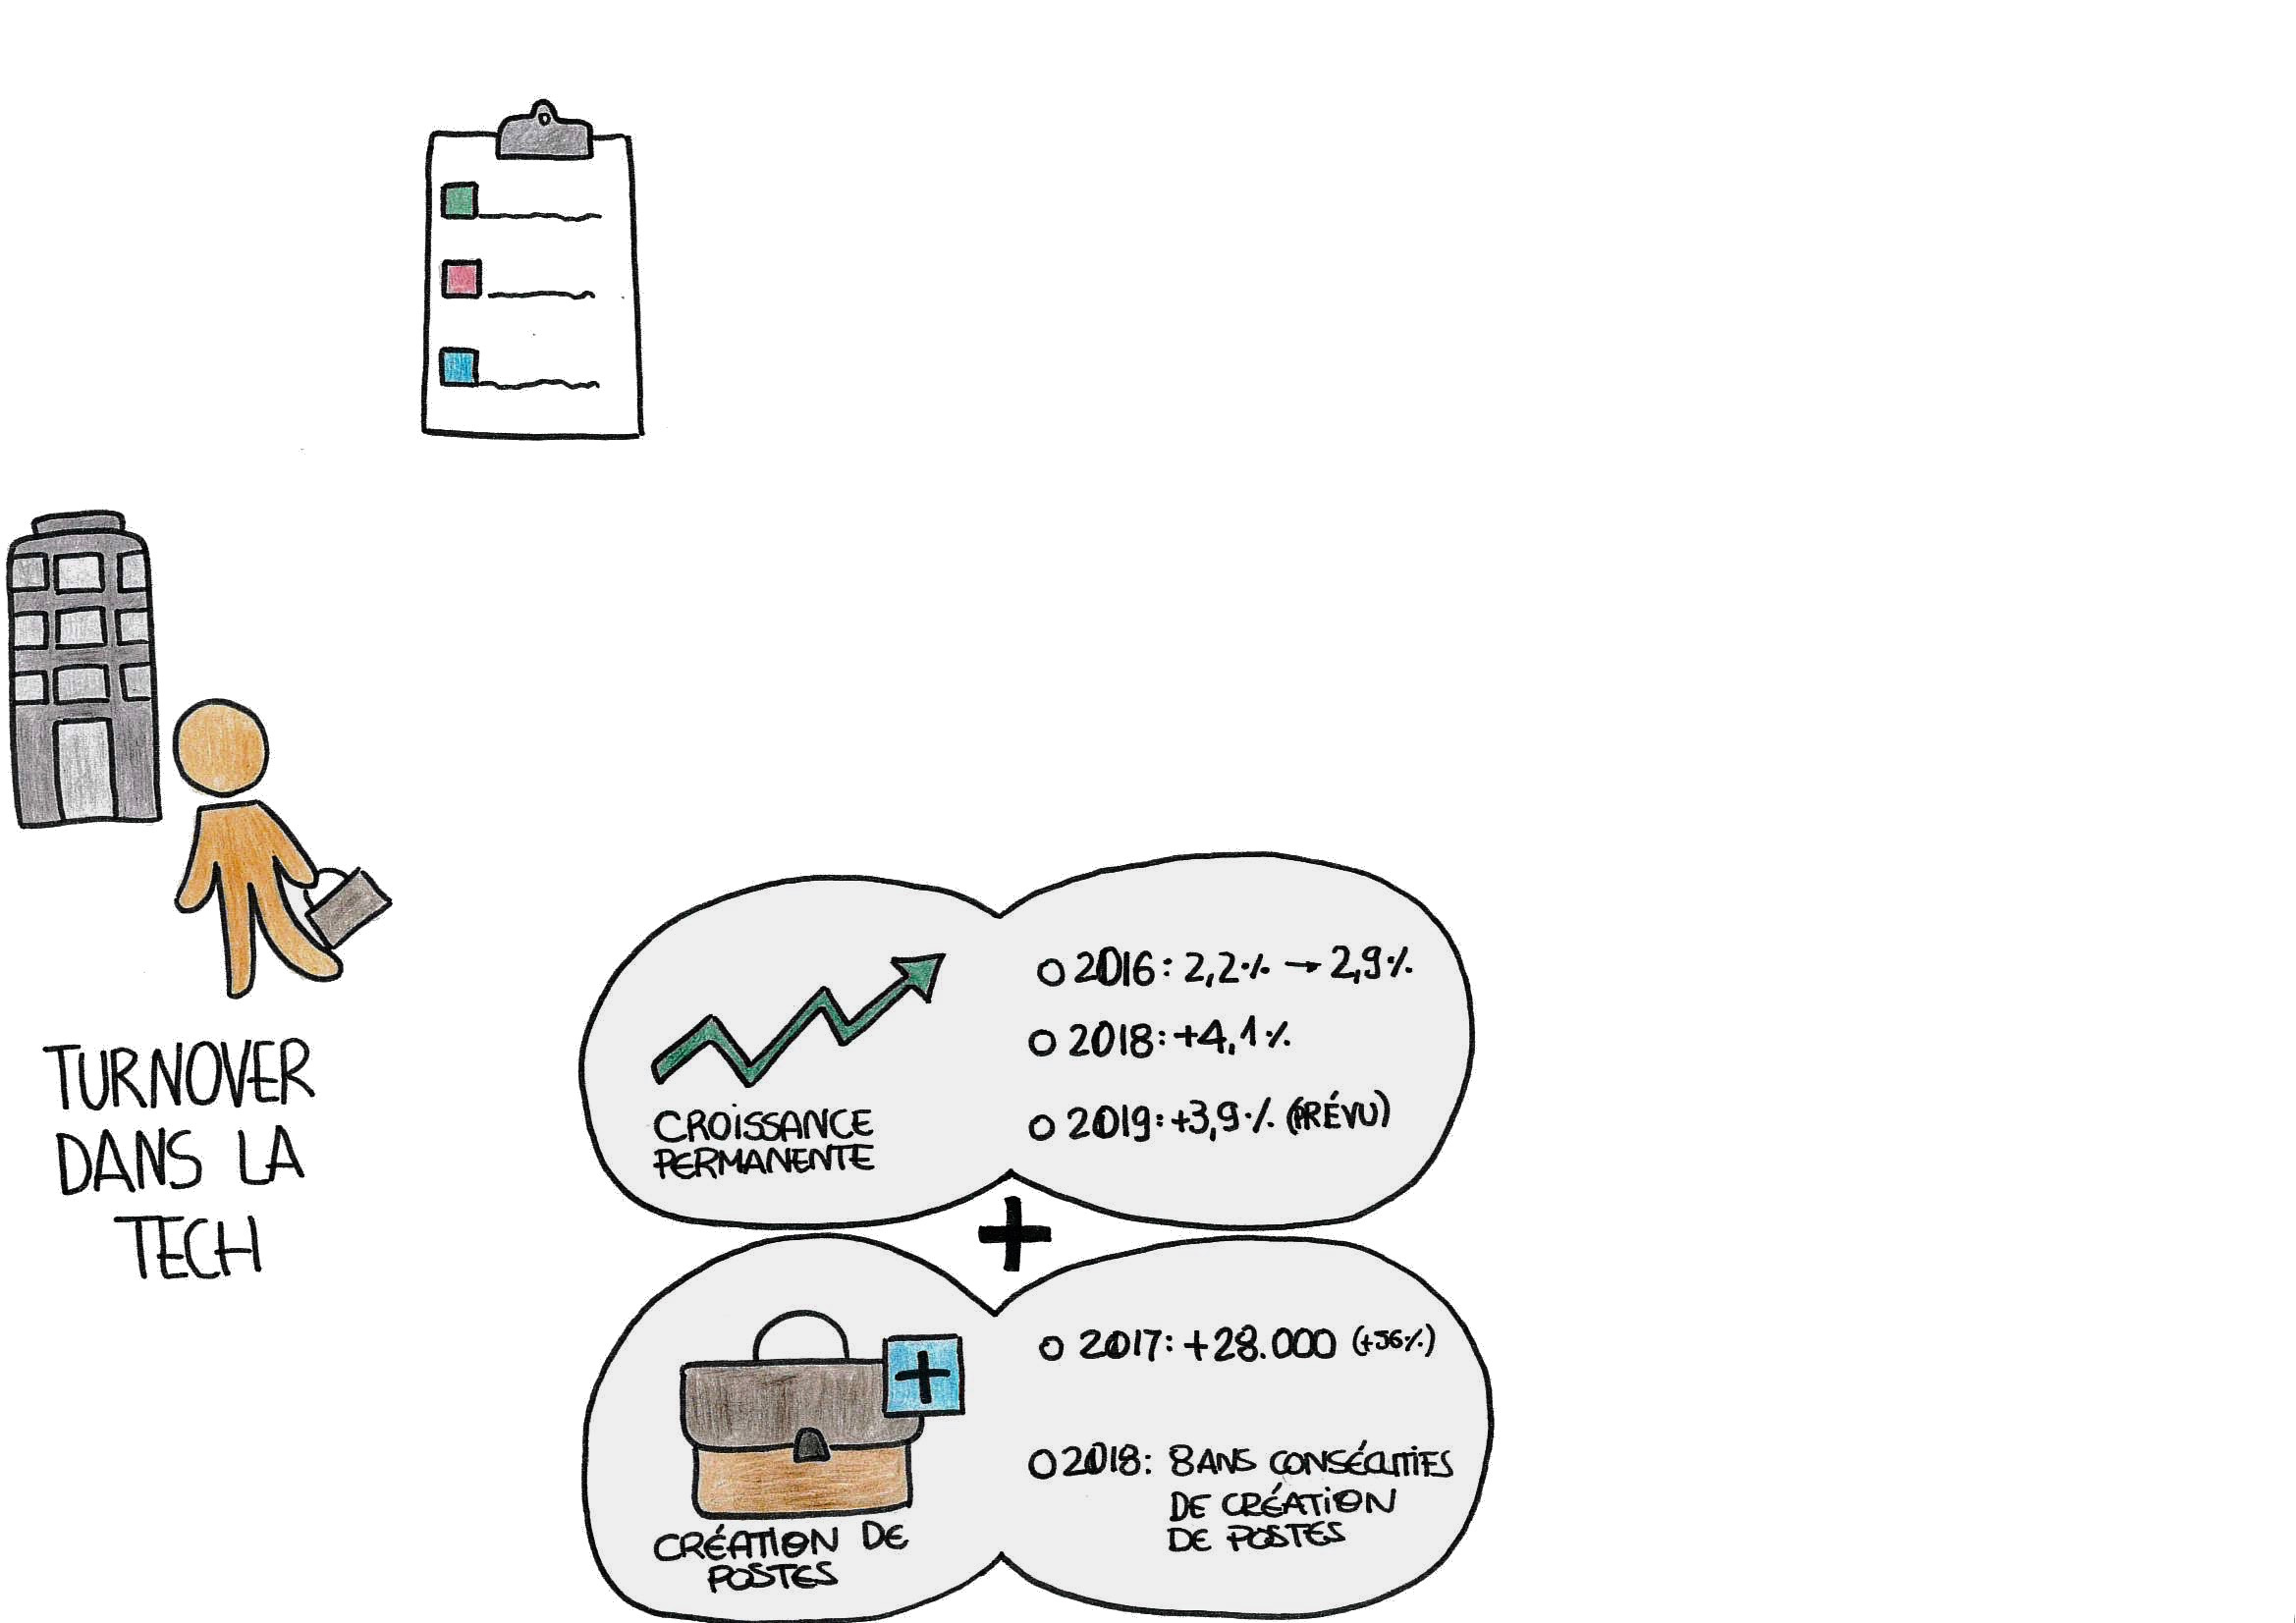 TURNOVER
DANS LA
TECH
CROISSANCE
PERMANENTE
2016: 2,2% → 2,9%
2018: +4,1%
2019: +3,9% (PRÉVU)
+
CRÉATION DE
POSTES
+
2017: +28.000 (+36%)
2018: 8 ANS CONSÉCUTIFS
DE CRÉATION
DE POSTES